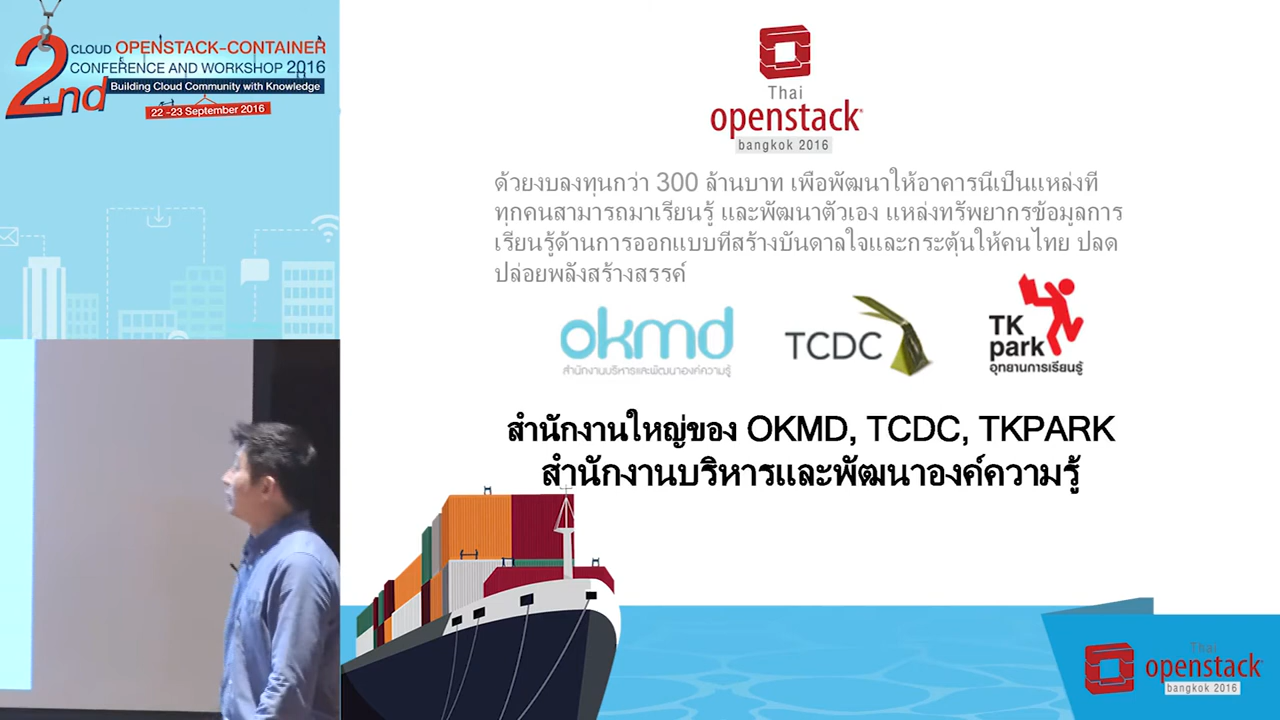 2nd
CLOUD OPENSTACK-CONTAINER
CONFERENCE AND WORKSHOP 2016
Building Cloud Community with Knowledge
22 -23 September 2016
Thai
openstack
bangkok 2016
ด้วยงบลงทุนกว่า 300 ล้านบาท เพื่อพัฒนาให้อาคารนี้เป็นแหล่งที่
ทุกคนสามารถมาเรียนรู้ และพัฒนาตัวเอง แหล่งทรัพยากรข้อมูลการ
เรียนรู้ด้านการออกแบบที่สร้างบันดาลใจและกระตุ้นให้คนไทย ปลด
ปล่อยพลังสร้างสรรค์
okmd
สำนักงานบริหารและพัฒนาองค์ความรู้
TCDC
TK
park
อุทยานการเรียนรู้
สำนักงานใหญ่ของ OKMD, TCDC, TKPARK
สำนักงานบริหารและพัฒนาองค์ความรู้
Thai
openstack
bangkok 2016